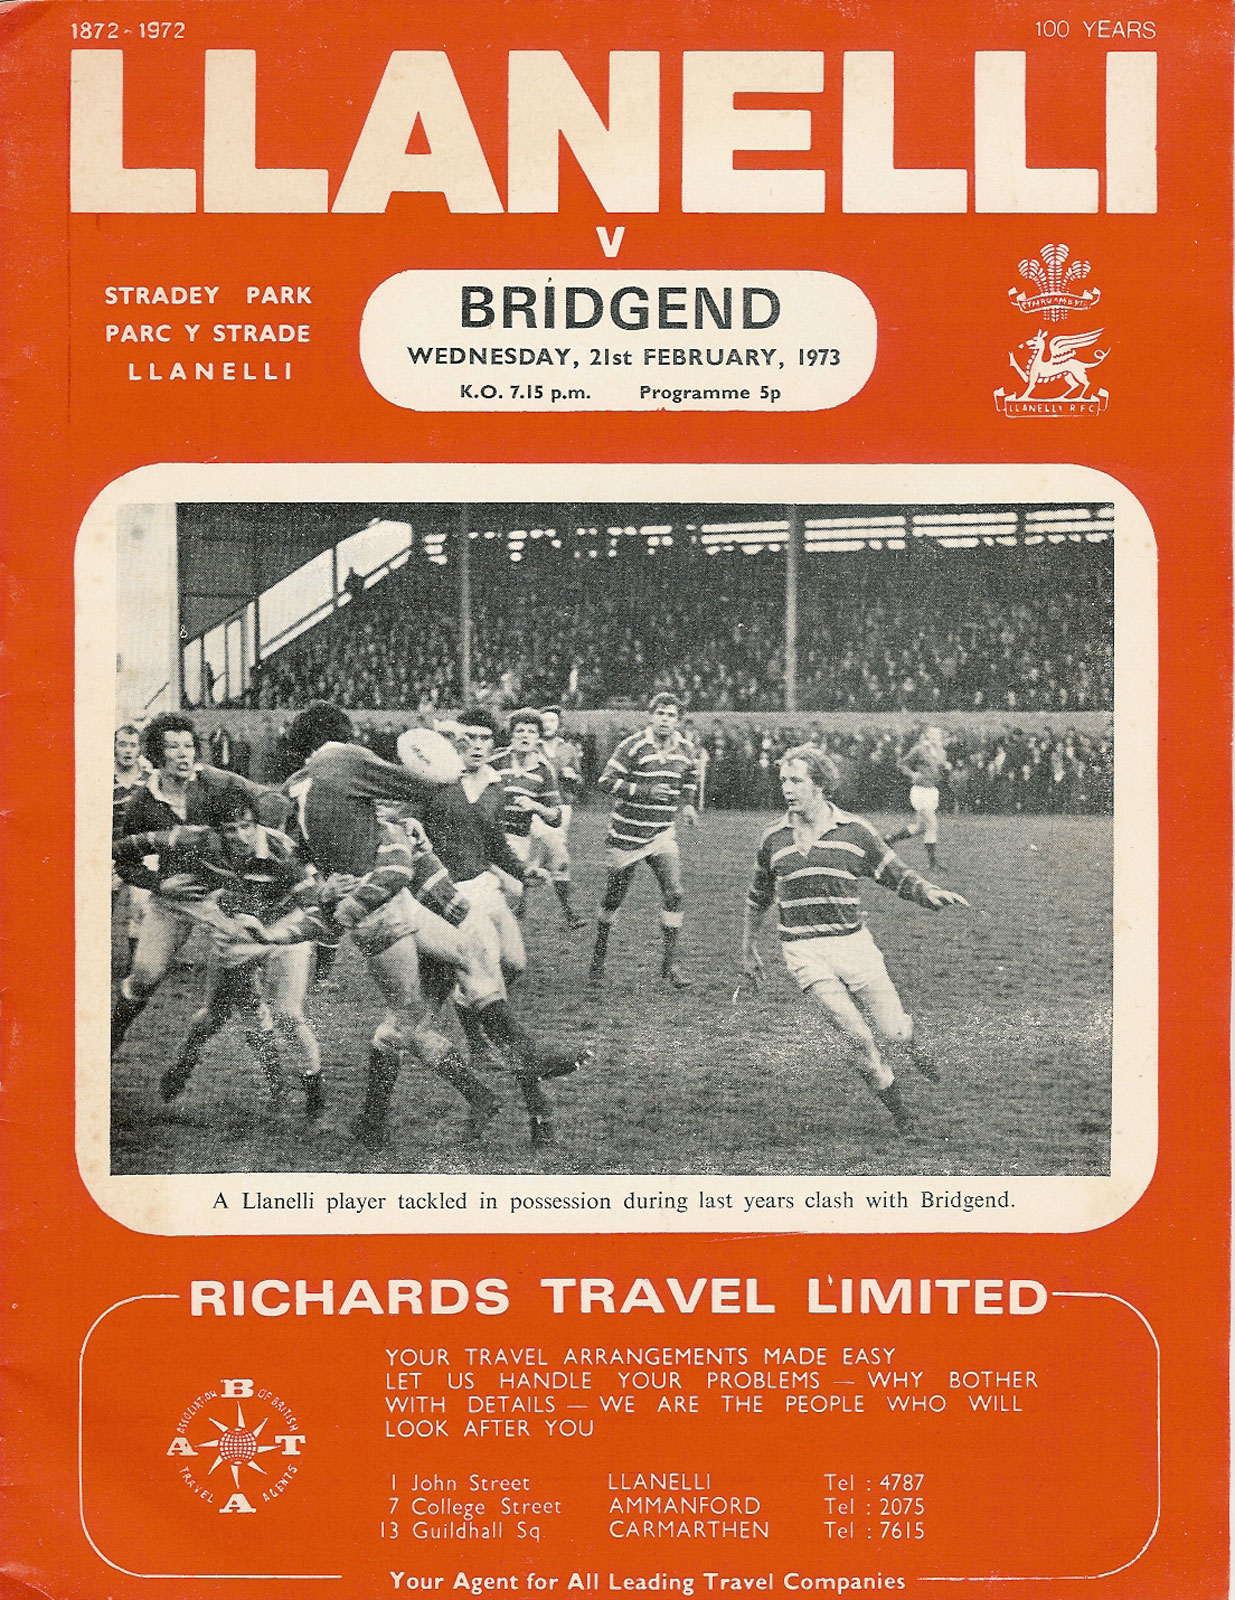 1872-1972
100 YEARS
LLANELLI
V
STRADEY PARK
PARC Y STRADE
LLANELLI
BRIDGEND
WEDNESDAY, 21st FEBRUARY, 1973
K.O. 7.15 p.m. Programme 5p
LLANELLI R F C
A Llanelli player tackled in possession during last years clash with Bridgend.
RICHARDS TRAVEL LIMITED
YOUR TRAVEL ARRANGEMENTS MADE EASY
LET US HANDLE YOUR PROBLEMS — WHY BOTHER
WITH DETAILS — WE ARE THE PEOPLE WHO WILL
LOOK AFTER YOU
ASSOCIATION OF BRITISH
TRAVEL AGENTS
A B T A
1 John Street LLANELLI Tel : 4787
7 College Street AMMANFORD Tel : 2075
13 Guildhall Sq. CARMARTHEN Tel : 7615
Your Agent for All Leading Travel Companies